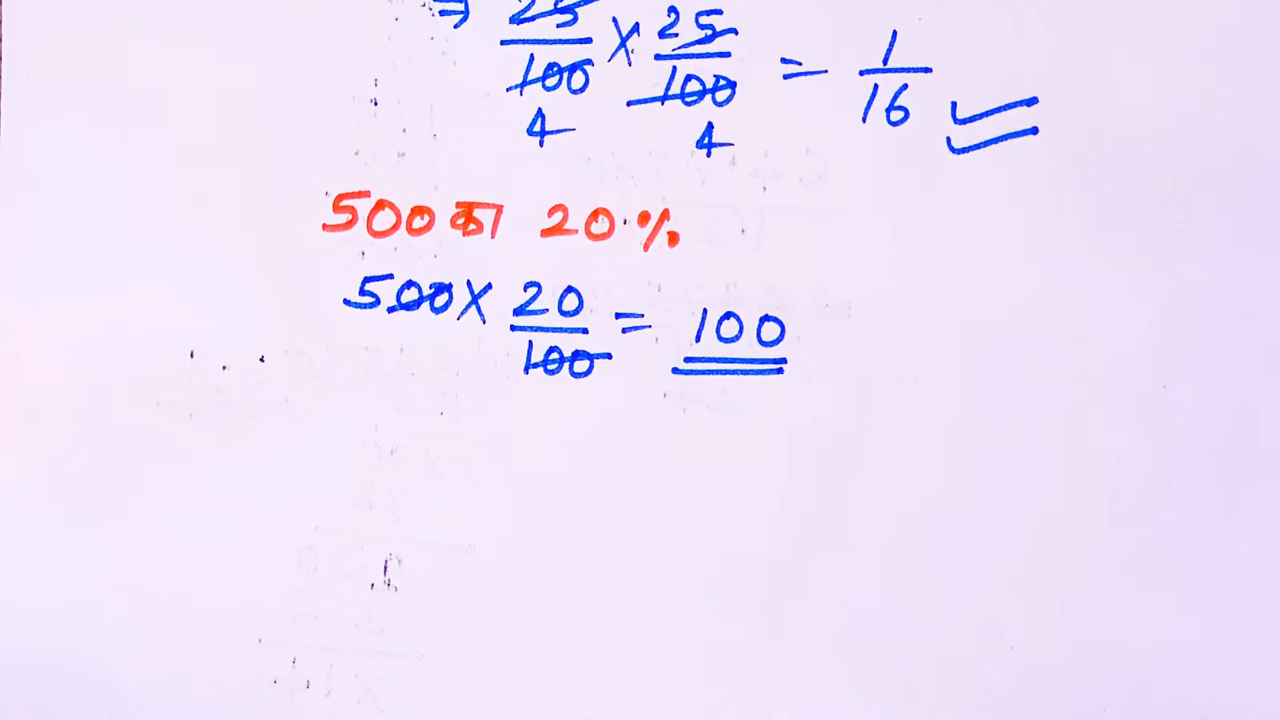 ⇒ 25/100 × 25/100 = 1/16
4 4
500 का 20%
500 × 20/100 = 100